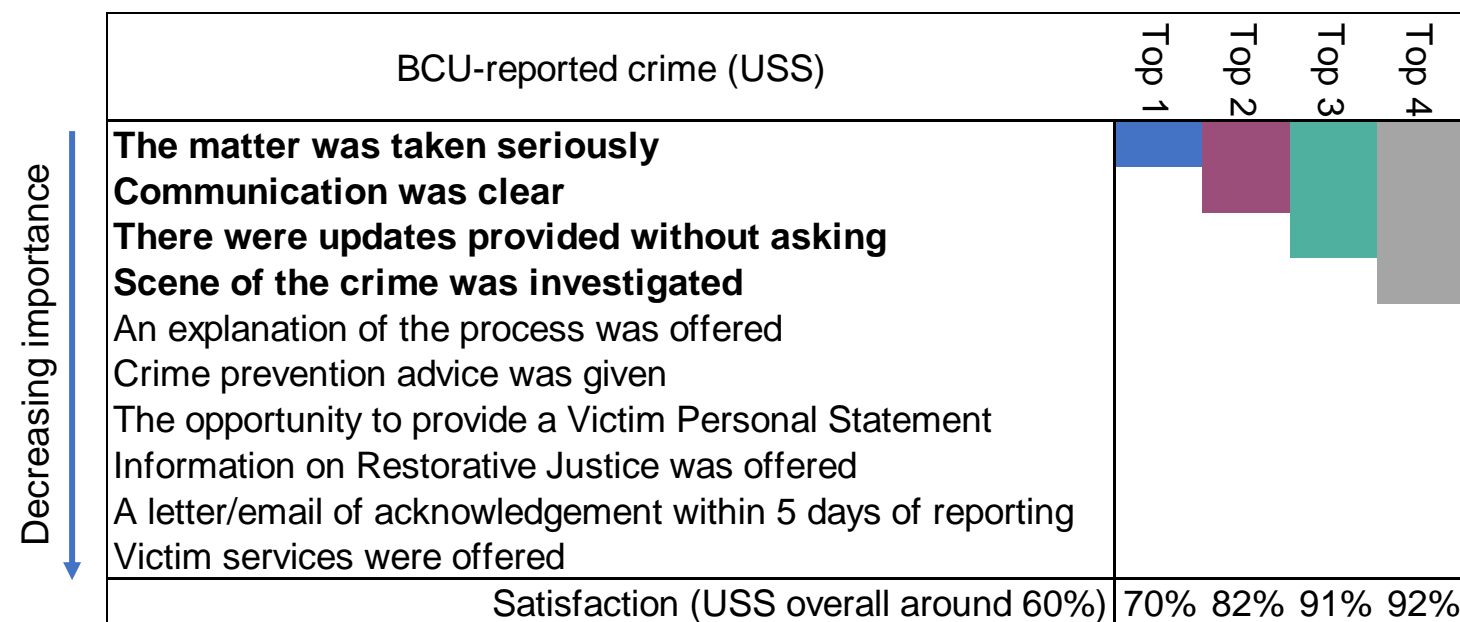 BCU-reported crime (USS)
Top 1
Top 2
Top 3
Top 4
Decreasing importance
The matter was taken seriously
Communication was clear
There were updates provided without asking
Scene of the crime was investigated
An explanation of the process was offered
Crime prevention advice was given
The opportunity to provide a Victim Personal Statement
Information on Restorative Justice was offered
A letter/email of acknowledgement within 5 days of reporting
Victim services were offered
Satisfaction (USS overall around 60%) 70% 82% 91% 92%